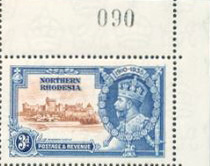 090
1910-1935
NORTHERN
RHODESIA
3d
POSTAGE & REVENUE